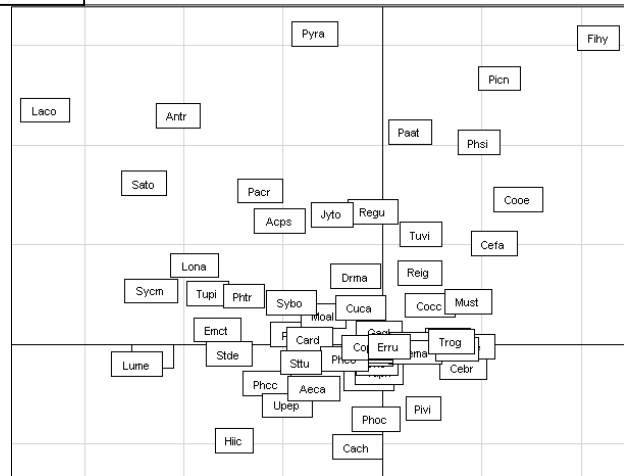 Pyra
Fihy
Picn
Laco
Antr
Paat
Phsi
Sato
Pacr
Cooe
Acps
Jyto
Regu
Tuvi
Cefa
Lona
Drma
Reig
Sycm
Tupi
Phtr
Sybo
Cuca
Cocc
Must
Moal
Emct
Card
Erru
Trog
Stde
Lume
Sttu
Cebr
Phcc
Aeca
Upep
Pivi
Phoc
Hiic
Cach